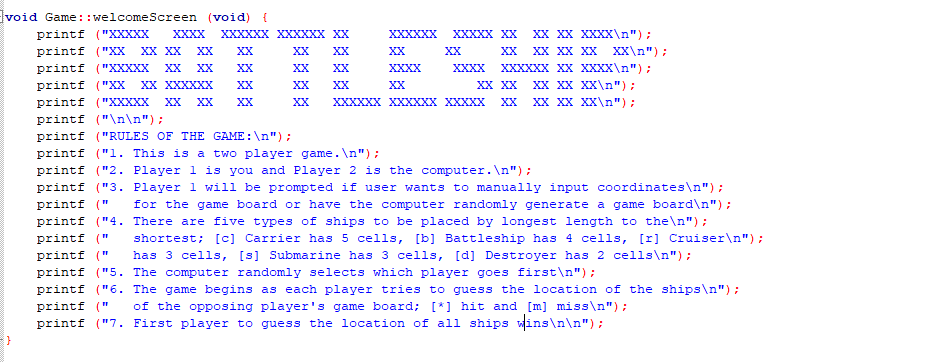 void Game::welcomeScreen (void) {
    printf ("XXXXX   XXXX  XXXXXX XXXXXX XX     XXXXXX  XXXXX XX  XX XX XXXX\n");
    printf ("XX  XX XX  XX   XX     XX   XX     XX     XX     XX  XX XX XX  XX\n");
    printf ("XXXXX  XX  XX   XX     XX   XX     XXXX    XXXX  XXXXXX XX XXXX\n");
    printf ("XX  XX XXXXXX   XX     XX   XX     XX         XX XX  XX XX XX\n");
    printf ("XXXXX  XX  XX   XX     XX   XXXXXX XXXXXX XXXXX  XX  XX XX XX\n");
    printf ("\n\n");
    printf ("RULES OF THE GAME:\n");
    printf ("1. This is a two player game.\n");
    printf ("2. Player 1 is you and Player 2 is the computer.\n");
    printf ("3. Player 1 will be prompted if user wants to manually input coordinates\n");
    printf ("   for the game board or have the computer randomly generate a game board\n");
    printf ("4. There are five types of ships to be placed by longest length to the\n");
    printf ("   shortest; [c] Carrier has 5 cells, [b] Battleship has 4 cells, [r] Cruiser\n");
    printf ("   has 3 cells, [s] Submarine has 3 cells, [d] Destroyer has 2 cells\n");
    printf ("5. The computer randomly selects which player goes first\n");
    printf ("6. The game begins as each player tries to guess the location of the ships\n");
    printf ("   of the opposing player's game board; [*] hit and [m] miss\n");
    printf ("7. First player to guess the location of all ships wins\n\n");
}